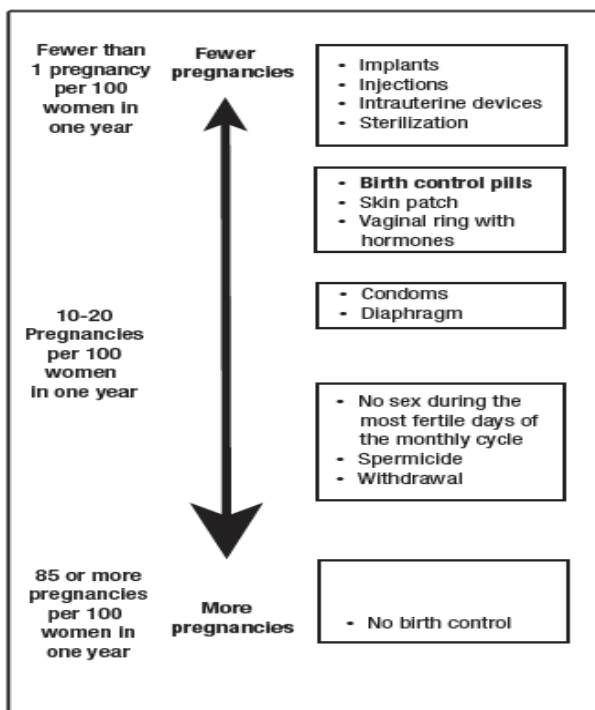 Fewer than
1 pregnancy
per 100
women in
one year
Fewer
pregnancies
• Implants
• Injections
• Intrauterine devices
• Sterilization
• Birth control pills
• Skin patch
• Vaginal ring with
hormones
10-20
Pregnancies
per 100
women
in one year
• Condoms
• Diaphragm
• No sex during the
most fertile days of
the monthly cycle
• Spermicide
• Withdrawal
85 or more
pregnancies
per 100
women in
one year
More
pregnancies
• No birth control